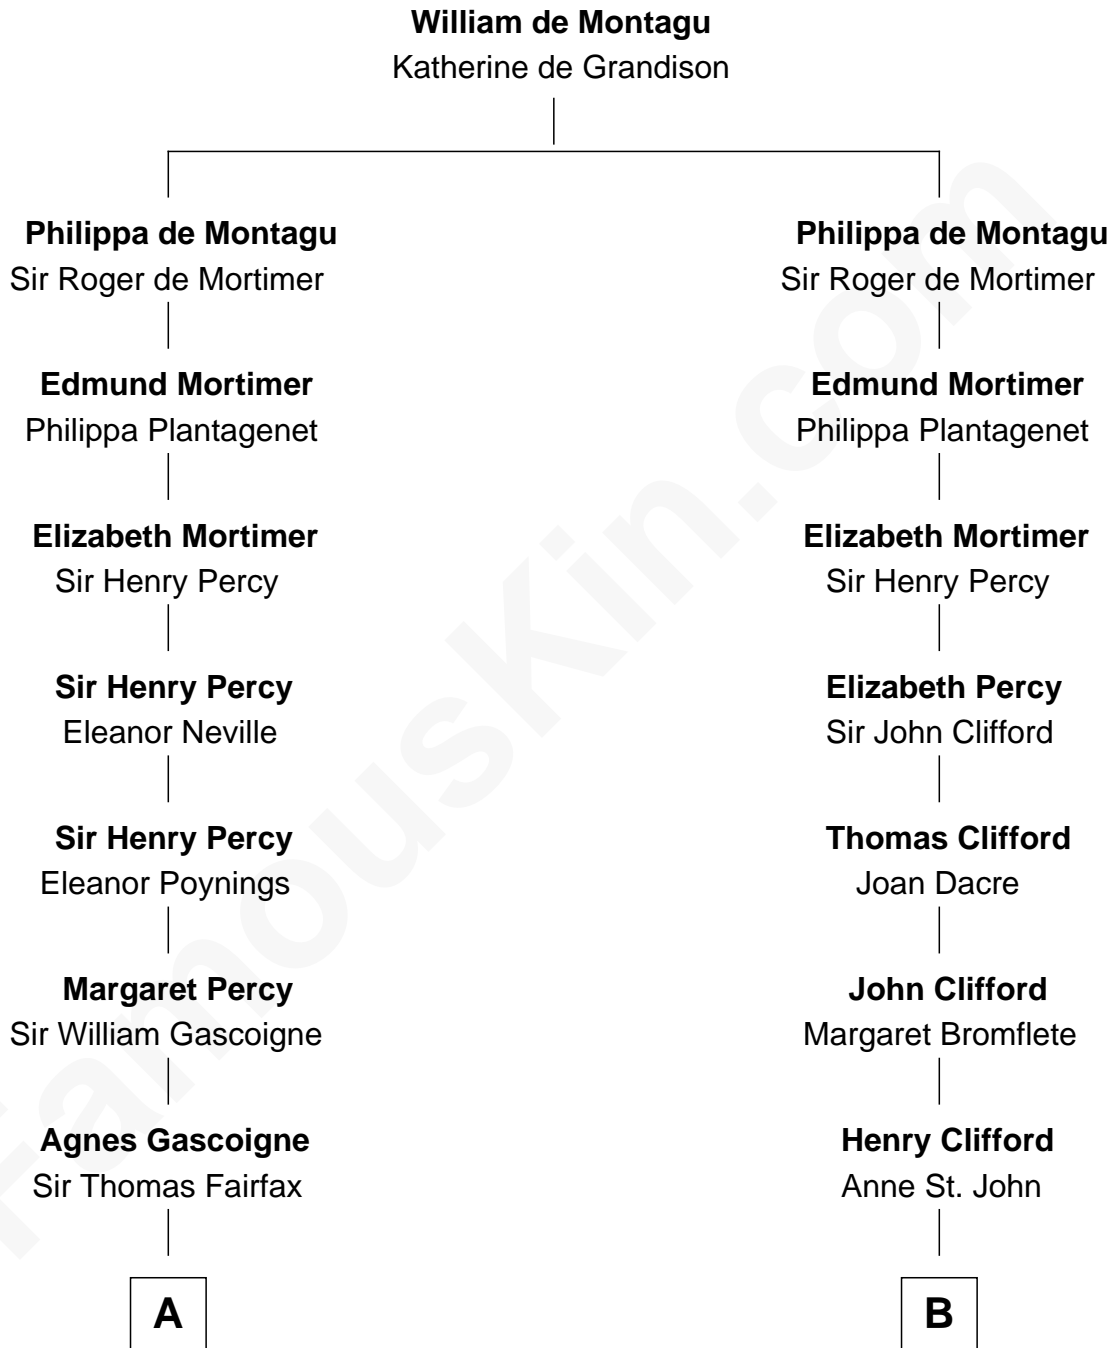 William de Montagu
Katherine de Grandison
Philippa de Montagu
Sir Roger de Mortimer
Philippa de Montagu
Sir Roger de Mortimer
Edmund Mortimer
Philippa Plantagenet
Edmund Mortimer
Philippa Plantagenet
Elizabeth Mortimer
Sir Henry Percy
Elizabeth Mortimer
Sir Henry Percy
Sir Henry Percy
Eleanor Neville
Elizabeth Percy
Sir John Clifford
Sir Henry Percy
Eleanor Poynings
Thomas Clifford
Joan Dacre
Margaret Percy
Sir William Gascoigne
John Clifford
Margaret Bromflete
Agnes Gascoigne
Sir Thomas Fairfax
Henry Clifford
Anne St. John
A
B
FamousKin.com